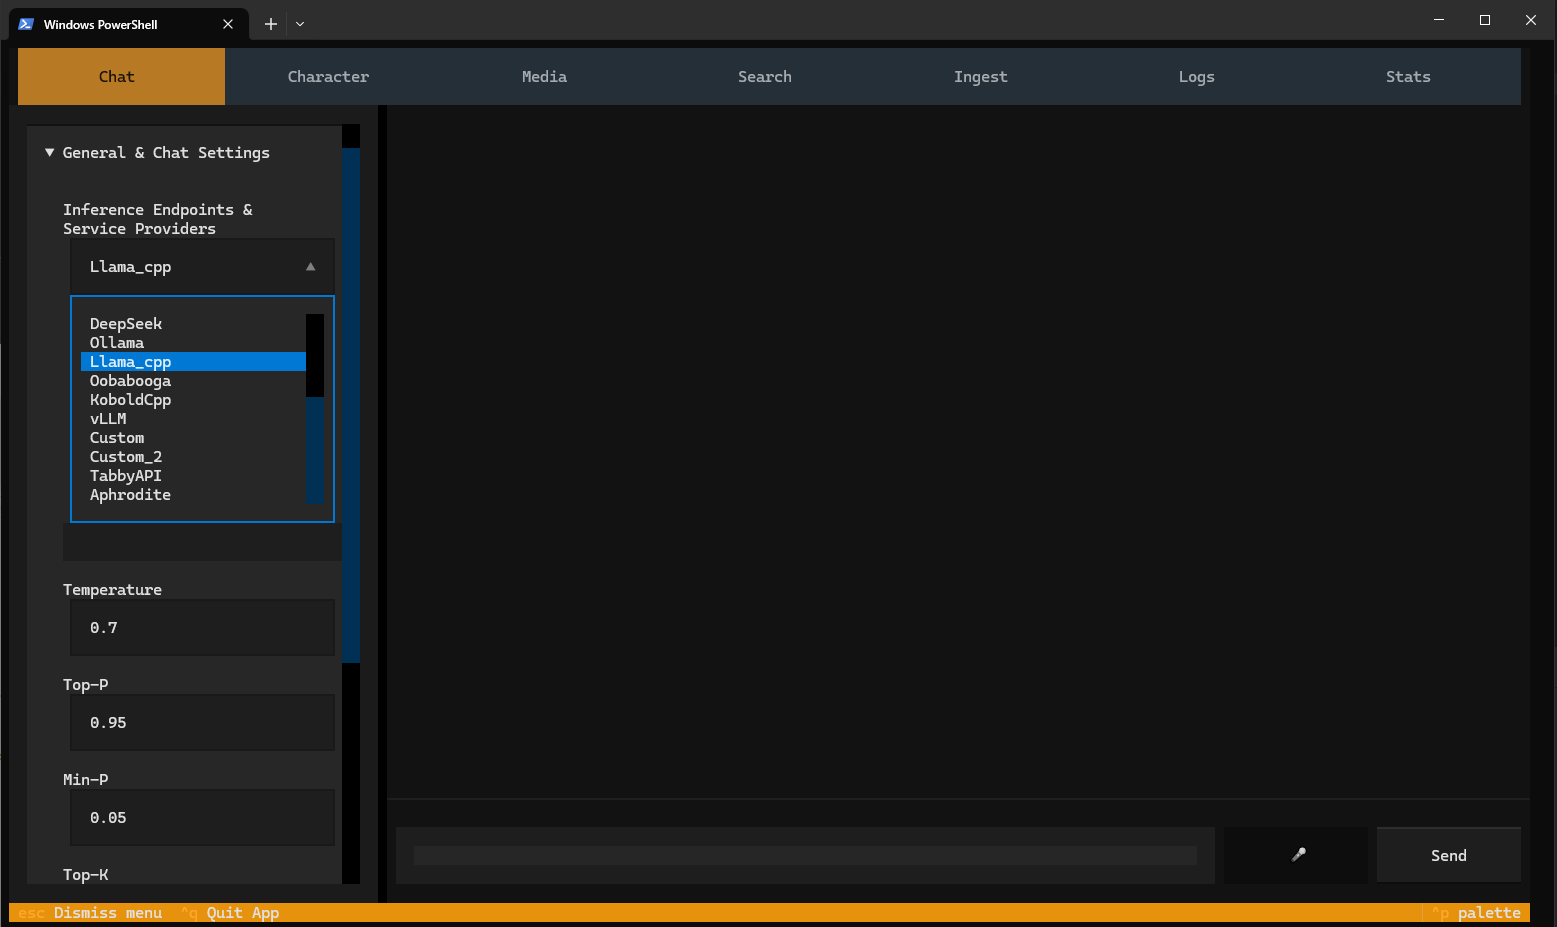 Windows PowerShell
Chat Character Media Search Ingest Logs Stats
▼ General & Chat Settings
Inference Endpoints &
Service Providers
Llama_cpp ▲
DeepSeek
Ollama
Llama_cpp
Oobabooga
KoboldCpp
vLLM
Custom
Custom_2
TabbyAPI
Aphrodite
Temperature
0.7
Top-P
0.95
Min-P
0.05
Top-K
Send
esc Dismiss menu ^q Quit App ^p palette